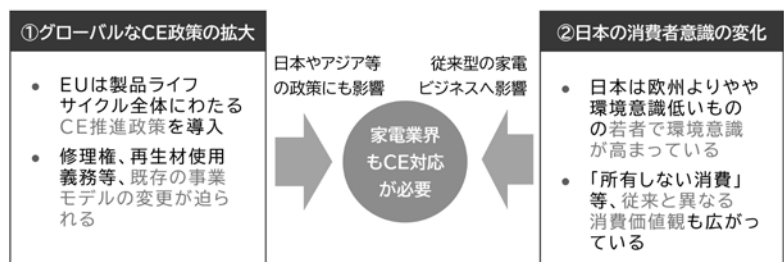 ①グローバルなCE政策の拡大
● EUは製品ライフ
サイクル全体にわたる
CE推進政策を導入
● 修理権、再生材使用
義務等、既存の事業
モデルの変更が迫ら
れる
日本やアジア等
の政策にも影響
従来型の家電
ビジネスへ影響
家電業界
もCE対応
が必要
②日本の消費者意識の変化
● 日本は欧州よりやや
環境意識低いもの
の若者で環境意識
が高まっている
● 「所有しない消費」
等、従来と異なる
消費価値観も広がっ
ている